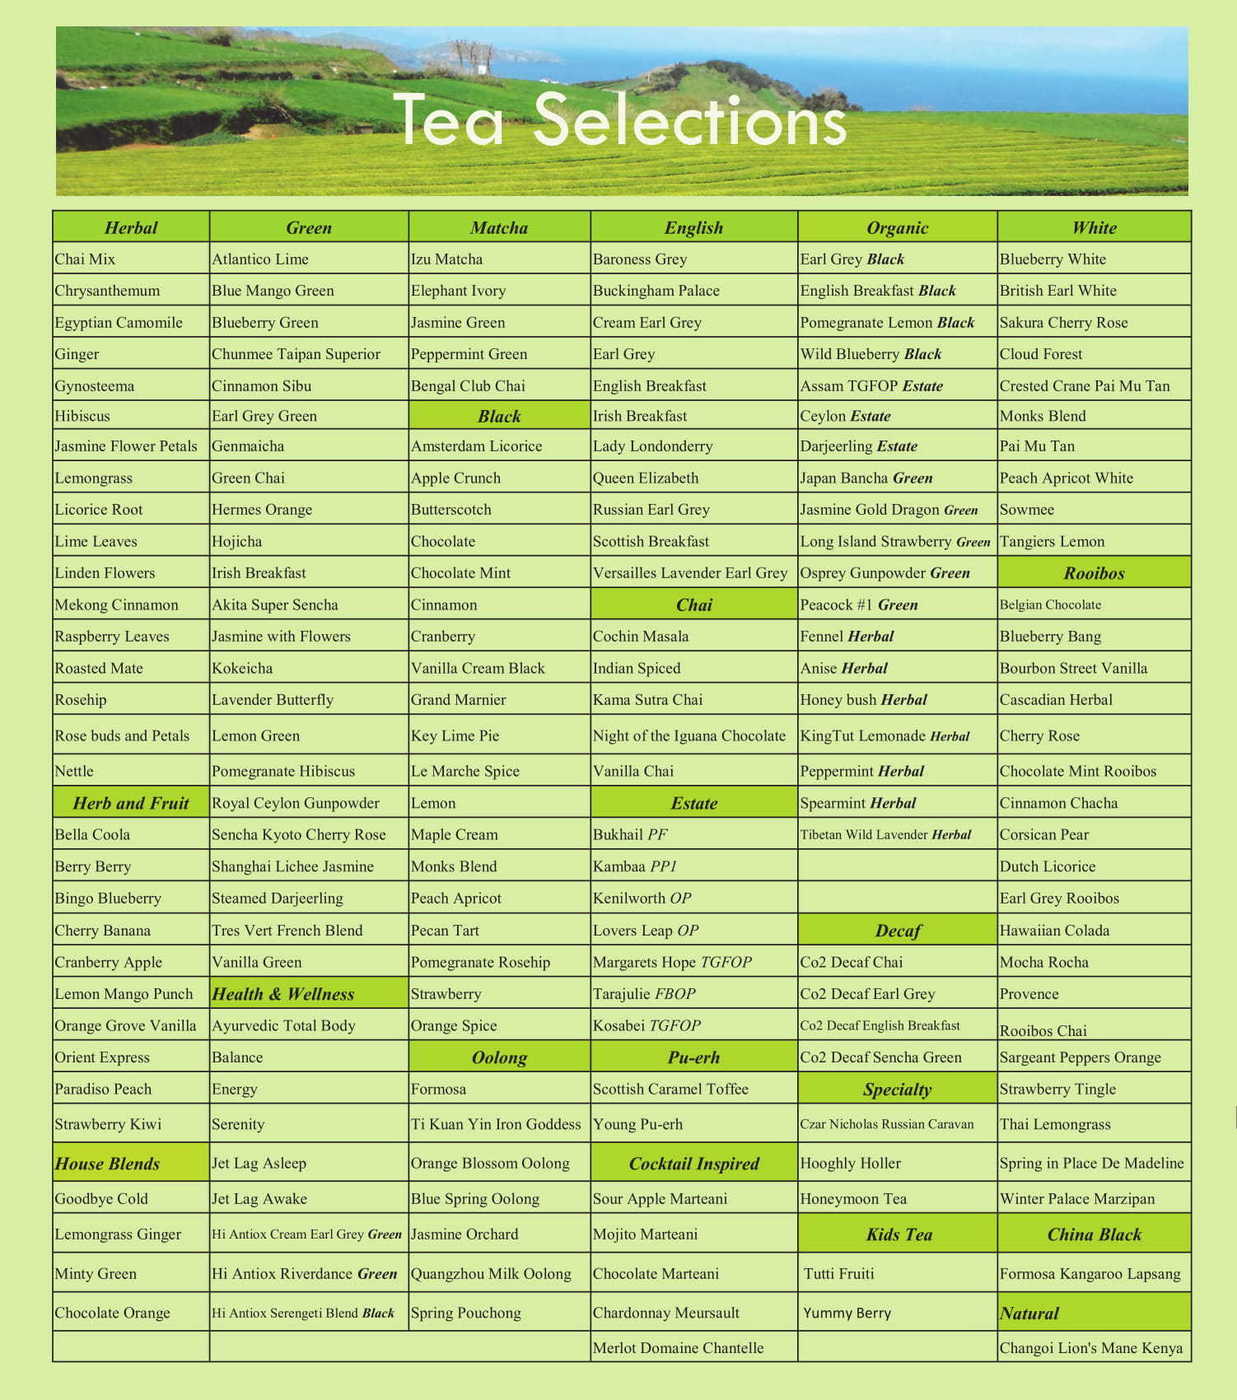 Tea Selections
Herbal Green Matcha English Organic White
Chai Mix Atlantico Lime Izu Matcha Baroness Grey Earl Grey Black Blueberry White
Chrysanthemum Blue Mango Green Elephant Ivory Buckingham Palace English Breakfast Black British Earl White
Egyptian Camomile Blueberry Green Jasmine Green Cream Earl Grey Pomegranate Lemon Black Sakura Cherry Rose
Ginger Chunmee Taipan Superior Peppermint Green Earl Grey Wild Blueberry Black Cloud Forest
Gynosteema Cinnamon Sibu Bengal Club Chai English Breakfast Assam TGFOP Estate Crested Crane Pai Mu Tan
Hibiscus Earl Grey Green Black Irish Breakfast Ceylon Estate Monks Blend
Jasmine Flower Petals Genmaicha Amsterdam Licorice Lady Londonderry Darjeerling Estate Pai Mu Tan
Lemongrass Green Chai Apple Crunch Queen Elizabeth Japan Bancha Green Peach Apricot White
Licorice Root Hermes Orange Butterscotch Russian Earl Grey Jasmine Gold Dragon Green Sowmee
Lime Leaves Hojicha Chocolate Scottish Breakfast Long Island Strawberry Green Tangiers Lemon
Linden Flowers Irish Breakfast Chocolate Mint Versailles Lavender Earl Grey Osprey Gunpowder Green Rooibos
Mekong Cinnamon Akita Super Sencha Cinnamon Chai Peacock #1 Green Belgian Chocolate
Raspberry Leaves Jasmine with Flowers Cranberry Cochin Masala Fennel Herbal Blueberry Bang
Roasted Mate Kokeicha Vanilla Cream Black Indian Spiced Anise Herbal Bourbon Street Vanilla
Rosehip Lavender Butterfly Grand Marnier Kama Sutra Chai Honey bush Herbal Cascadian Herbal
Rose buds and Petals Lemon Green Key Lime Pie Night of the Iguana Chocolate KingTut Lemonade Herbal Cherry Rose
Nettle Pomegranate Hibiscus Le Marche Spice Vanilla Chai Peppermint Herbal Chocolate Mint Rooibos
Herb and Fruit Royal Ceylon Gunpowder Lemon Estate Spearmint Herbal Cinnamon Chacha
Bella Coola Sencha Kyoto Cherry Rose Maple Cream Bukhail PF Tibetan Wild Lavender Herbal Corsican Pear
Berry Berry Shanghai Lichee Jasmine Monks Blend Kambaa PP1 Dutch Licorice
Bingo Blueberry Steamed Darjeerling Peach Apricot Kenilworth OP Earl Grey Rooibos
Cherry Banana Tres Vert French Blend Pecan Tart Lovers Leap OP Decaf Hawaiian Colada
Cranberry Apple Vanilla Green Pomegranate Rosehip Margarets Hope TGFOP Co2 Decaf Chai Mocha Rocha
Lemon Mango Punch Health & Wellness Strawberry Tarajulie FBOP Co2 Decaf Earl Grey Provence
Orange Grove Vanilla Ayurvedic Total Body Orange Spice Kosabei TGFOP Co2 Decaf English Breakfast Rooibos Chai
Orient Express Balance Oolong Pu-erh Co2 Decaf Sencha Green Sargeant Peppers Orange
Paradiso Peach Energy Formosa Scottish Caramel Toffee Specialty Strawberry Tingle
Strawberry Kiwi Serenity Ti Kuan Yin Iron Goddess Young Pu-erh Czar Nicholas Russian Caravan Thai Lemongrass
House Blends Jet Lag Asleep Orange Blossom Oolong Cocktail Inspired Hooghly Holler Spring in Place De Madeline
Goodbye Cold Jet Lag Awake Blue Spring Oolong Sour Apple Marteani Honeymoon Tea Winter Palace Marzipan
Lemongrass Ginger Hi Antiox Cream Earl Grey Green Jasmine Orchard Mojito Marteani Kids Tea China Black
Minty Green Hi Antiox Riverdance Green Quangzhou Milk Oolong Chocolate Marteani Tutti Fruiti Formosa Kangaroo Lapsang
Chocolate Orange Hi Antiox Serengeti Blend Black Spring Pouchong Chardonnay Meursault Yummy Berry Natural
Merlot Domaine Chantelle Changoi Lion's Mane Kenya